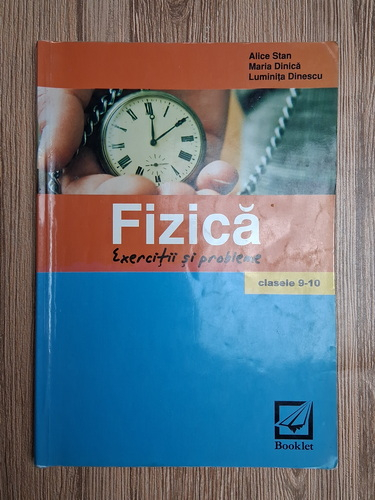 Alice Stan
Maria Dinică
Luminița Dinescu
Fizică
Exerciții și probleme
clasele 9-10
Booklet